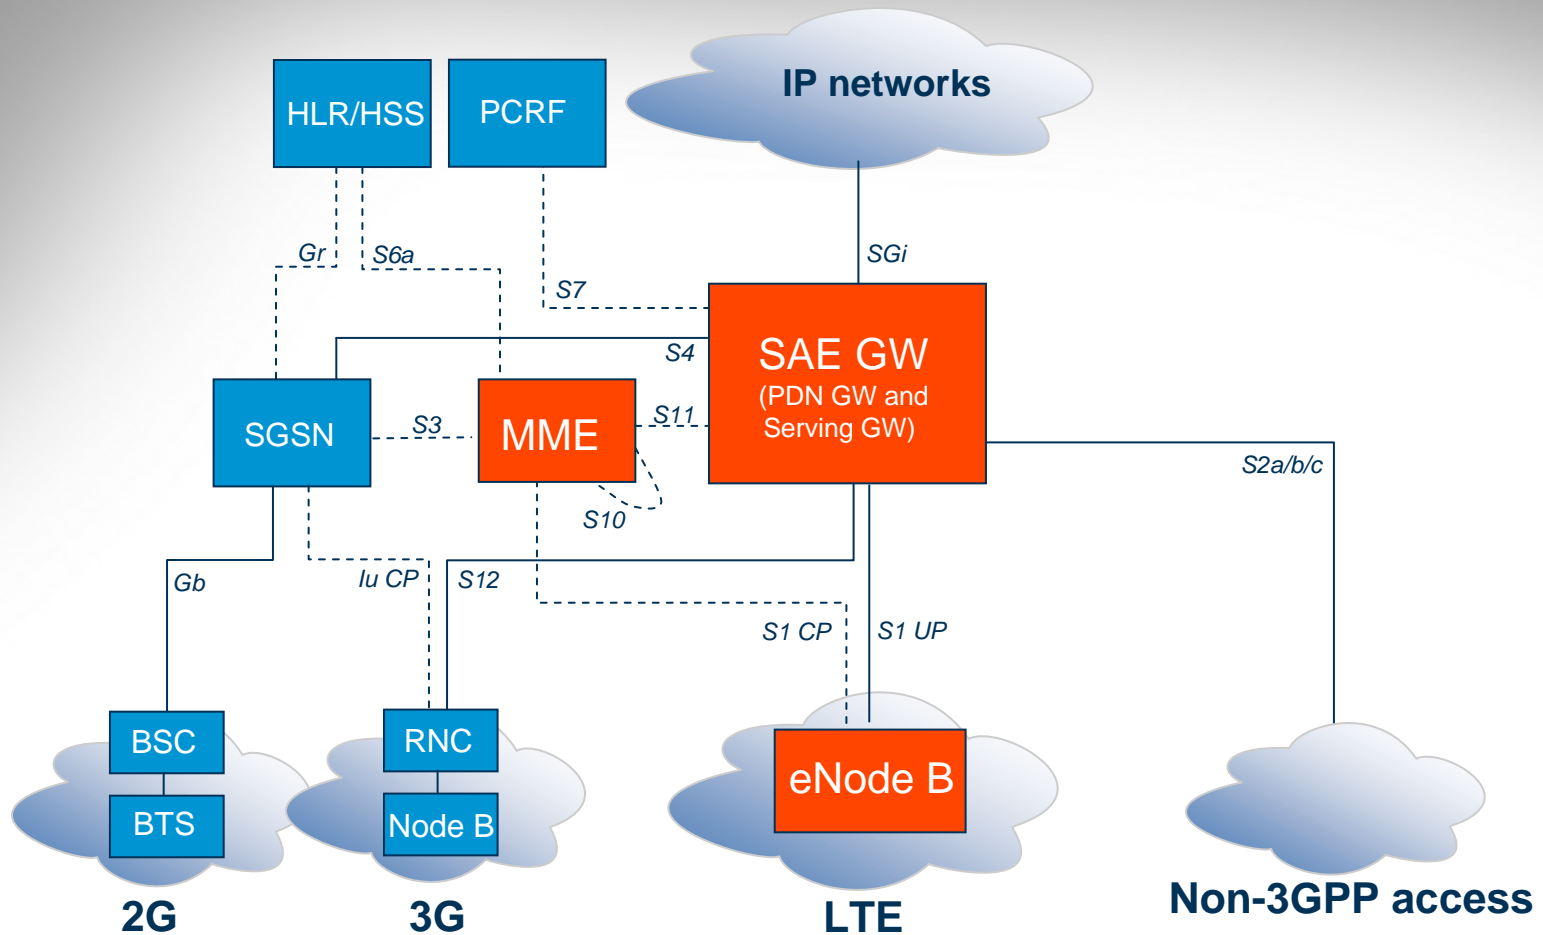 IP networks
HLR/HSS
PCRF
Gr
S6a
SGi
S7
S4
SAE GW
(PDN GW and
Serving GW)
SGSN
S3
MME
S11
S10
S2a/b/c
Gb
Iu CP
S12
S1 CP
S1 UP
BSC
RNC
eNode B
BTS
Node B
2G
3G
LTE
Non-3GPP access